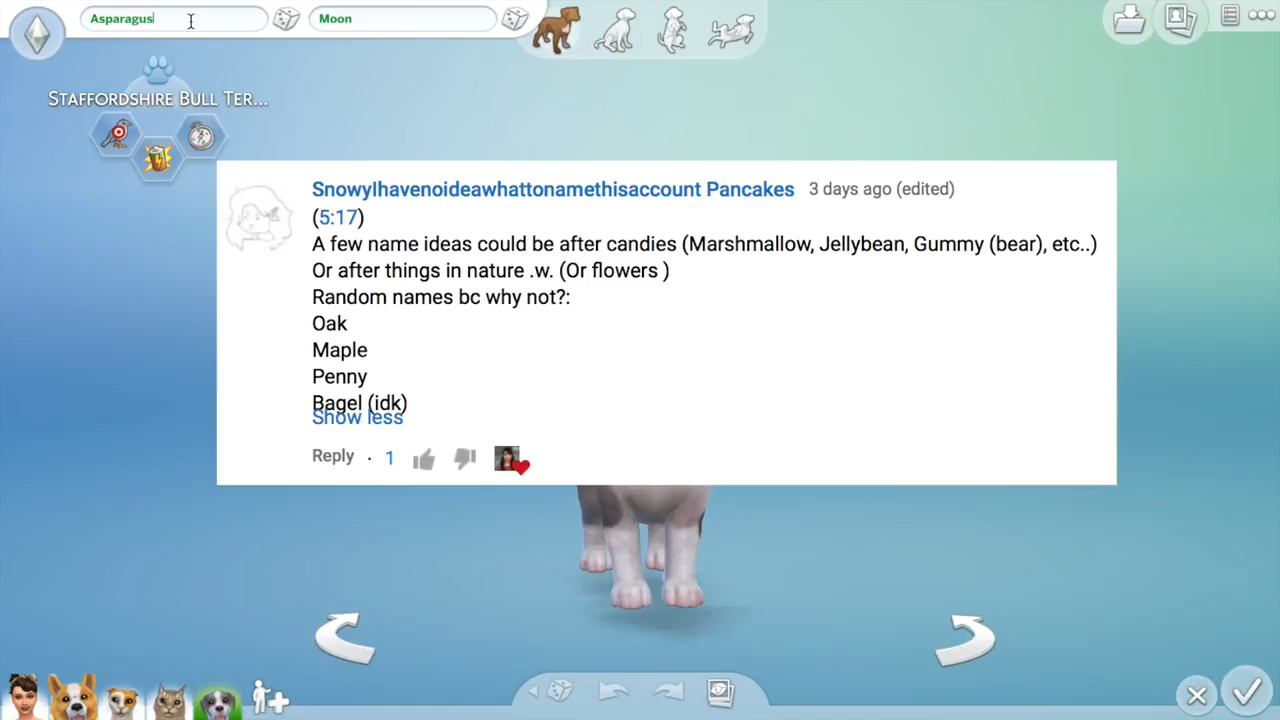 Asparagus
Moon
STAFFORDSHIRE BULL TER...
SnowyIhavenoideawhattonamethisaccount Pancakes 3 days ago (edited)
(5:17)
A few name ideas could be after candies (Marshmallow, Jellybean, Gummy (bear), etc..)
Or after things in nature .w. (Or flowers )
Random names bc why not?:
Oak
Maple
Penny
Bagel (idk)
Show less
Reply · 1